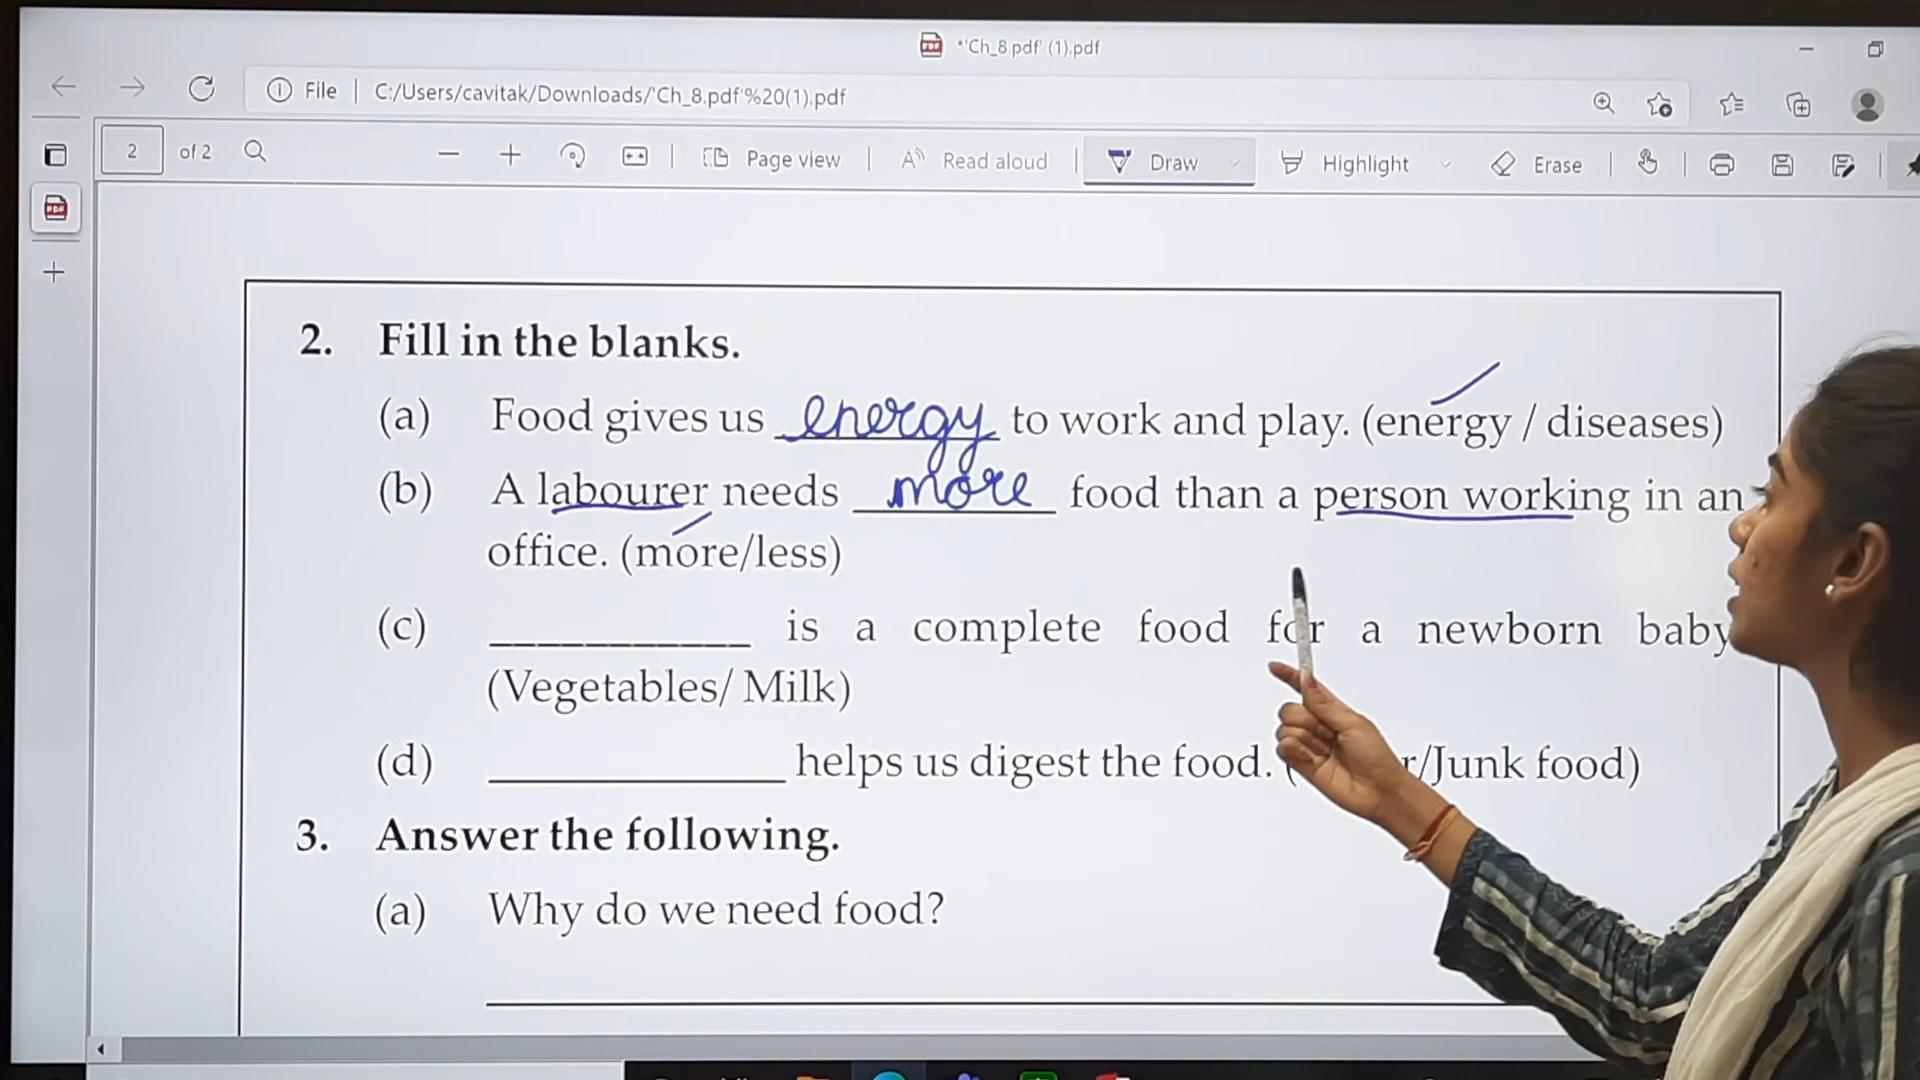 *'Ch_8.pdf' (1).pdf
File | C:/Users/cavitak/Downloads/'Ch_8.pdf'%20(1).pdf
2 of 2 Page view Read aloud Draw Highlight Erase
2. Fill in the blanks.
(a) Food gives us energy to work and play. (energy / diseases)
(b) A labourer needs more food than a person working in an
office. (more/less)
(c) ___________ is a complete food for a newborn baby
(Vegetables/ Milk)
(d) ____________ helps us digest the food. ( r/Junk food)
3. Answer the following.
(a) Why do we need food?